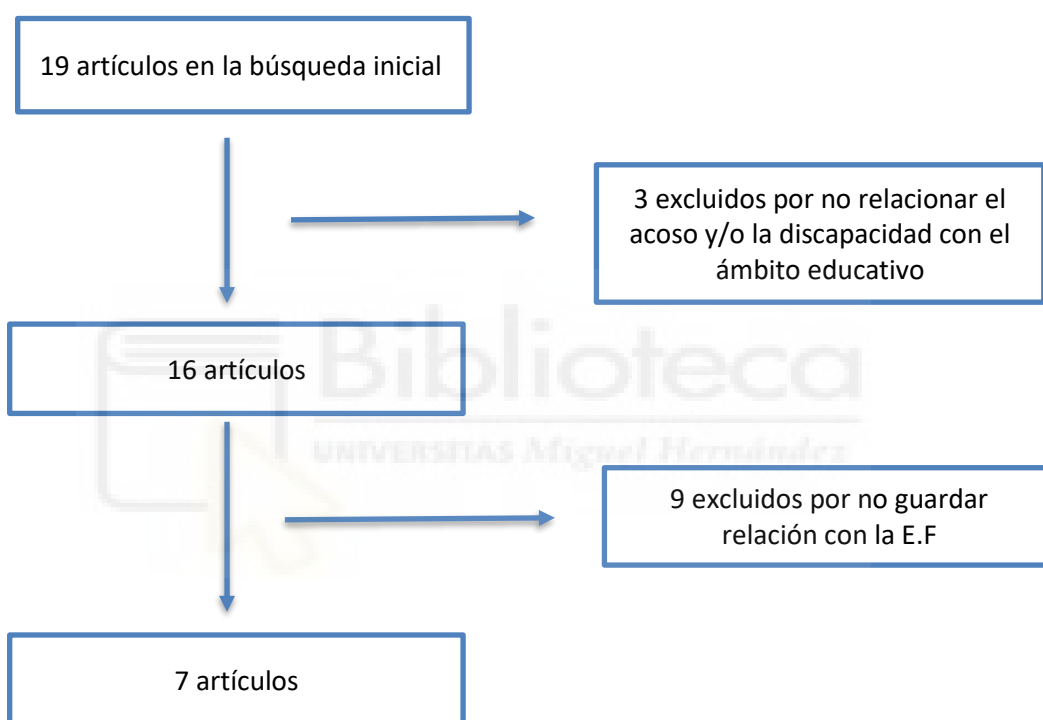 19 artículos en la búsqueda inicial
3 excluidos por no relacionar el
acoso y/o la discapacidad con el
ámbito educativo
16 artículos
Biblioteca
UNIVERSITAS Miguel Hernández
9 excluidos por no guardar
relación con la E.F
7 artículos